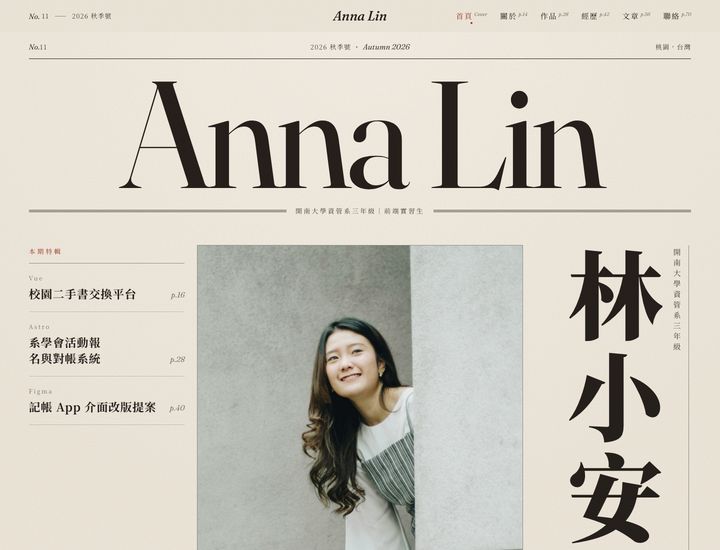 No. 11 — 2026 秋季號
Anna Lin
首頁 Cover 關於 p.14 作品 p.28 經歷 p.42 文章 p.56 聯絡 p.70
No.11
2026 秋季號 · Autumn 2026
桃園，台灣
Anna Lin
開南大學資管系三年級｜前端實習生
本期特輯
Vue
校園二手書交換平台 p.16
Astro
系學會活動報
名與對帳系統 p.28
Figma
記帳 App 介面改版提案 p.40
林小安
開南大學資管系三年級